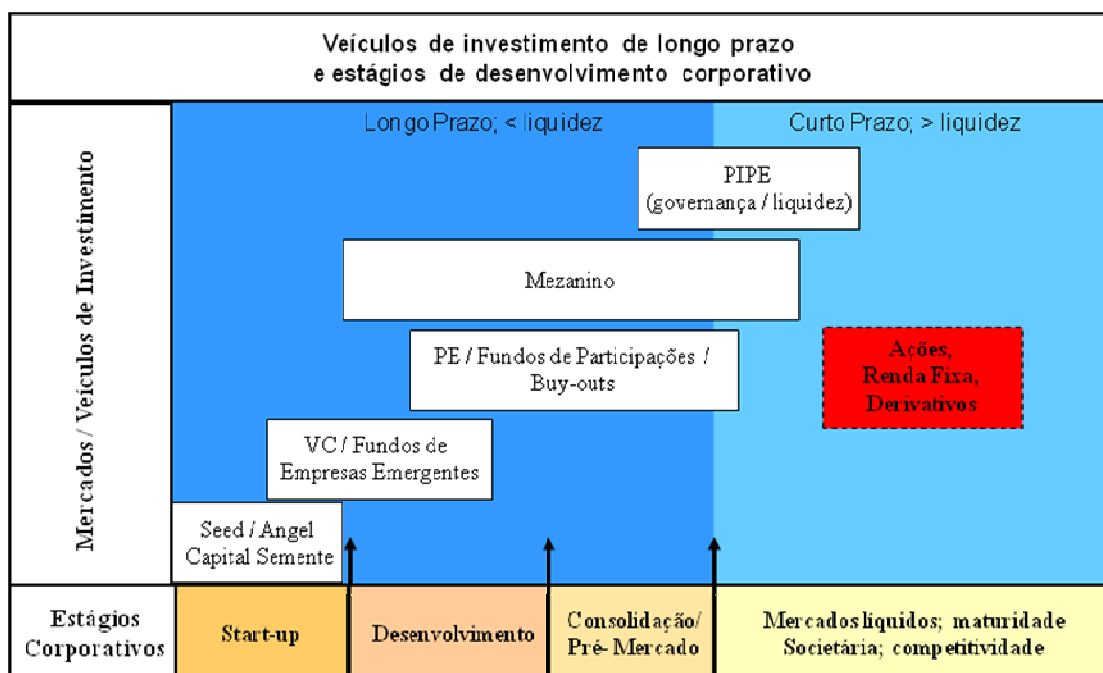 Veículos de investimento de longo prazo
e estágios de desenvolvimento corporativo
Mercados / Veículos de Investimento
Longo Prazo; < liquidez
Curto Prazo; > liquidez
PIPE
(governança / liquidez)
Mezanino
PE / Fundos de Participações /
Buy-outs
Ações,
Renda Fixa,
Derivativos
VC / Fundos de
Empresas Emergentes
Seed / Angel
Capital Semente
Estágios
Corporativos
Start-up
Desenvolvimento
Consolidação/
Pré- Mercado
Mercados líquidos; maturidade
Societária; competitividade